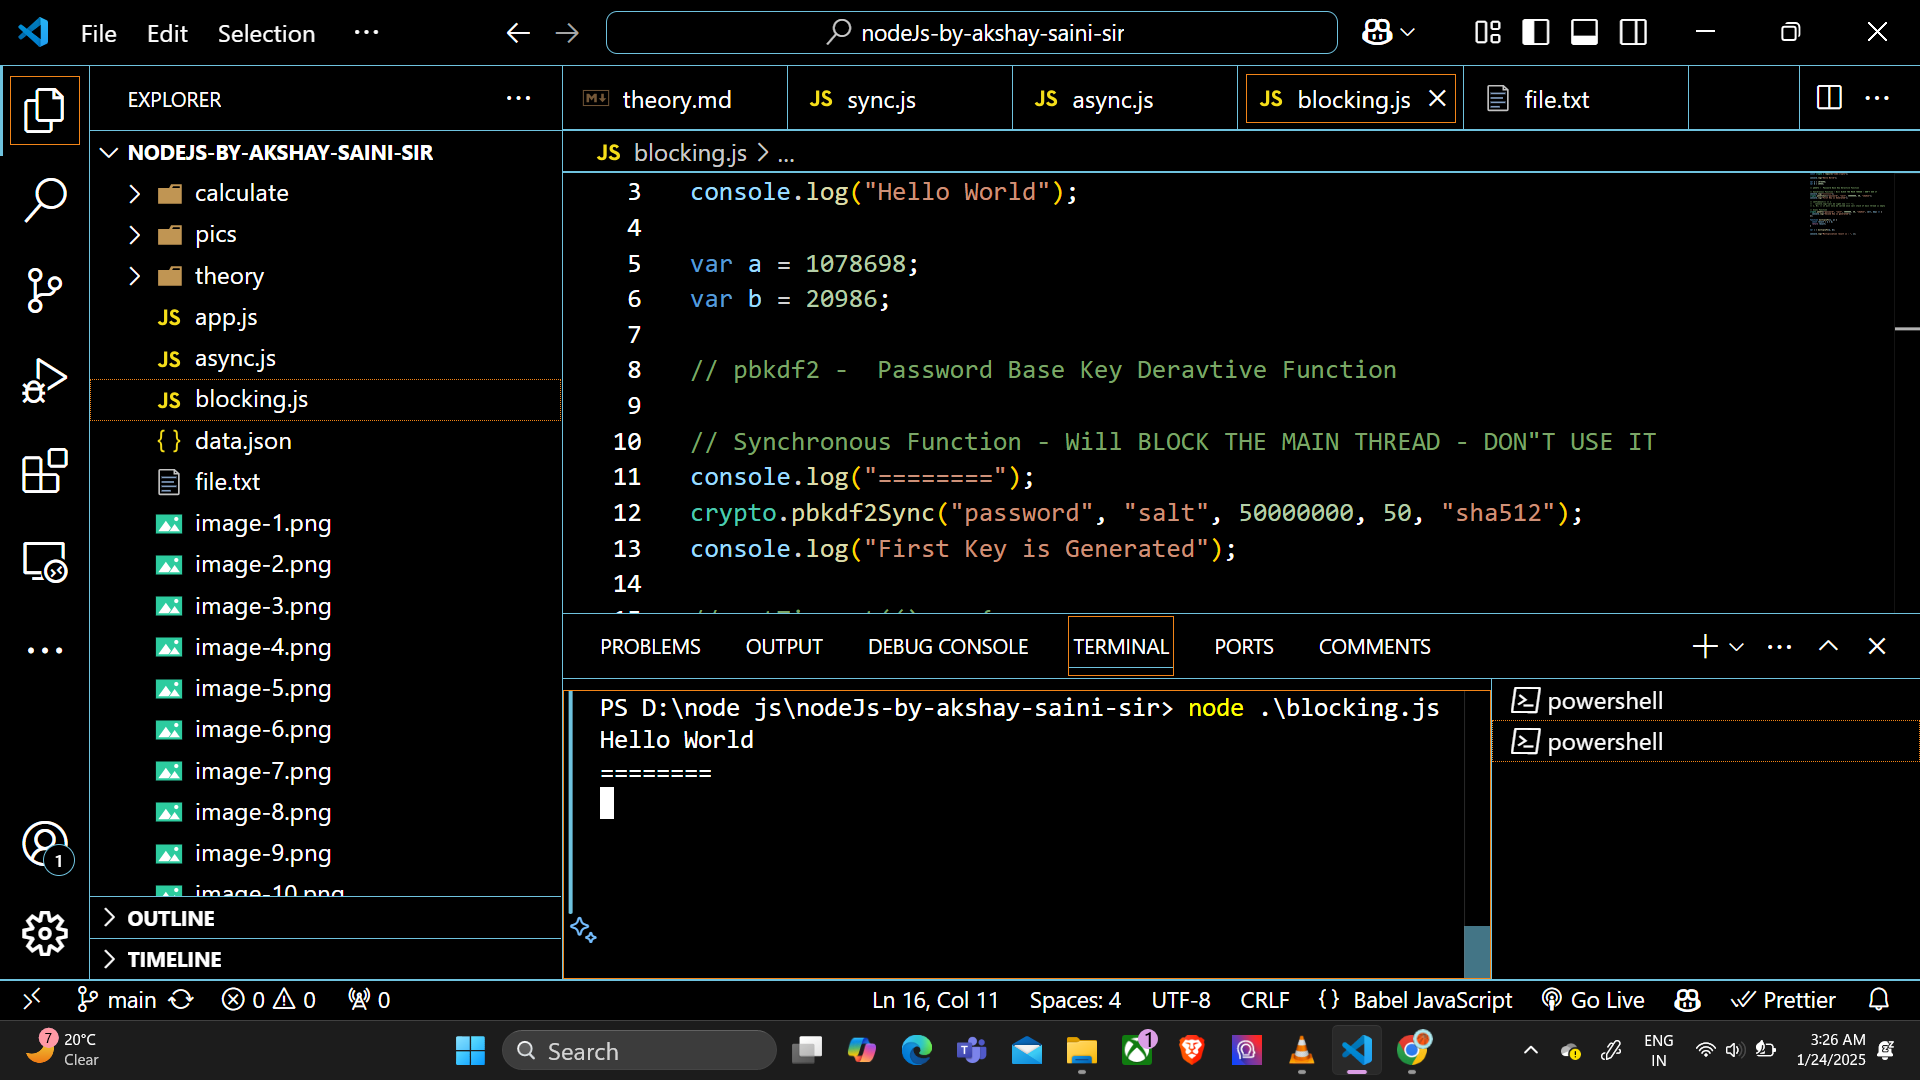 File Edit Selection ...
nodeJs-by-akshay-saini-sir
EXPLORER
theory.md
JS sync.js
JS async.js
JS blocking.js
file.txt
NODEJS-BY-AKSHAY-SAINI-SIR
calculate
pics
theory
JS app.js
JS async.js
JS blocking.js
{} data.json
file.txt
image-1.png
image-2.png
image-3.png
image-4.png
image-5.png
image-6.png
image-7.png
image-8.png
image-9.png
image-10.png
OUTLINE
TIMELINE
JS blocking.js > ...
3 console.log("Hello World");
4
5 var a = 1078698;
6 var b = 20986;
7
8 // pbkdf2 -  Password Base Key Deravtive Function
9
10 // Synchronous Function - Will BLOCK THE MAIN THREAD - DON"T USE IT
11 console.log("========");
12 crypto.pbkdf2Sync("password", "salt", 50000000, 50, "sha512");
13 console.log("First Key is Generated");
14
PROBLEMS OUTPUT DEBUG CONSOLE TERMINAL PORTS COMMENTS
PS D:\node js\nodeJs-by-akshay-saini-sir> node .\blocking.js
Hello World
========
powershell
powershell
1
main 0 0 0
Ln 16, Col 11 Spaces: 4 UTF-8 CRLF {} Babel JavaScript Go Live Prettier
7 20°C
Clear
Search
1
ENG
IN
3:26 AM
1/24/2025